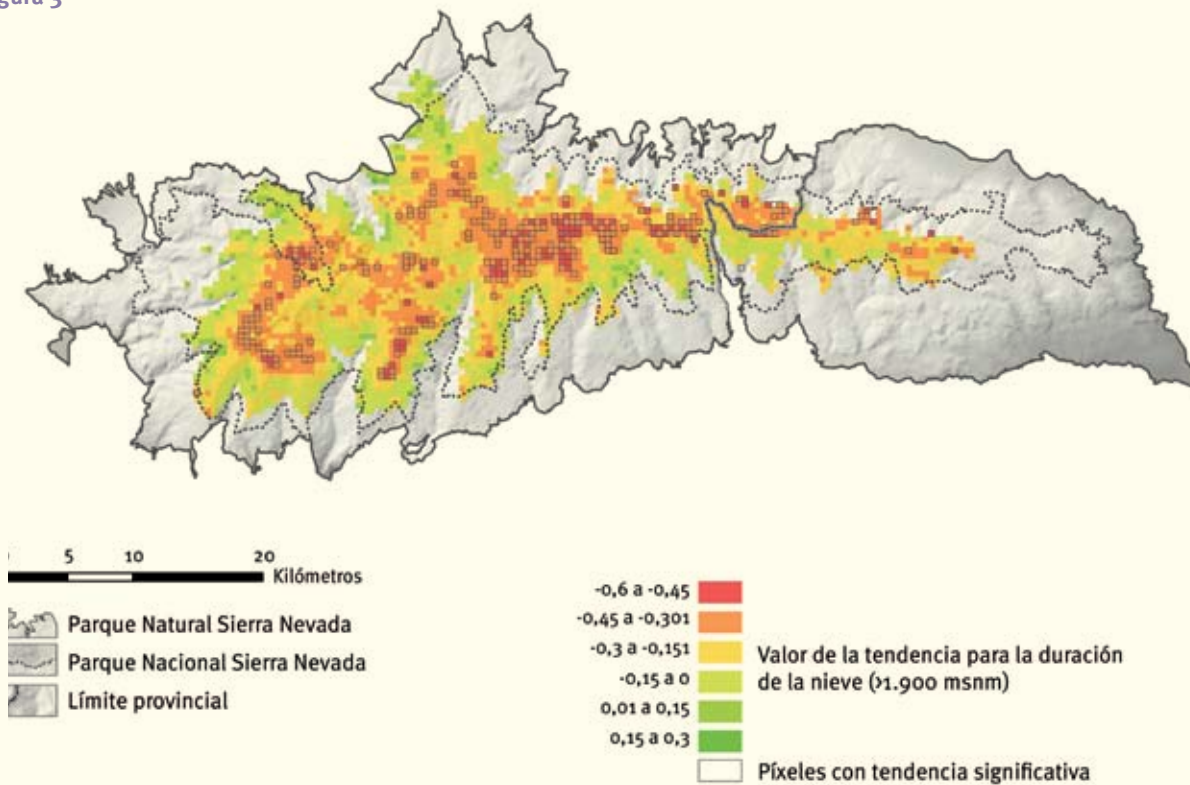 5 10 20
Kilómetros
Parque Natural Sierra Nevada
Parque Nacional Sierra Nevada
Límite provincial
-0,6 a -0,45
-0,45 a -0,301
-0,3 a -0,151
-0,15 a 0
0,01 a 0,15
0,15 a 0,3
Valor de la tendencia para la duración
de la nieve (>1.900 msnm)
Píxeles con tendencia significativa